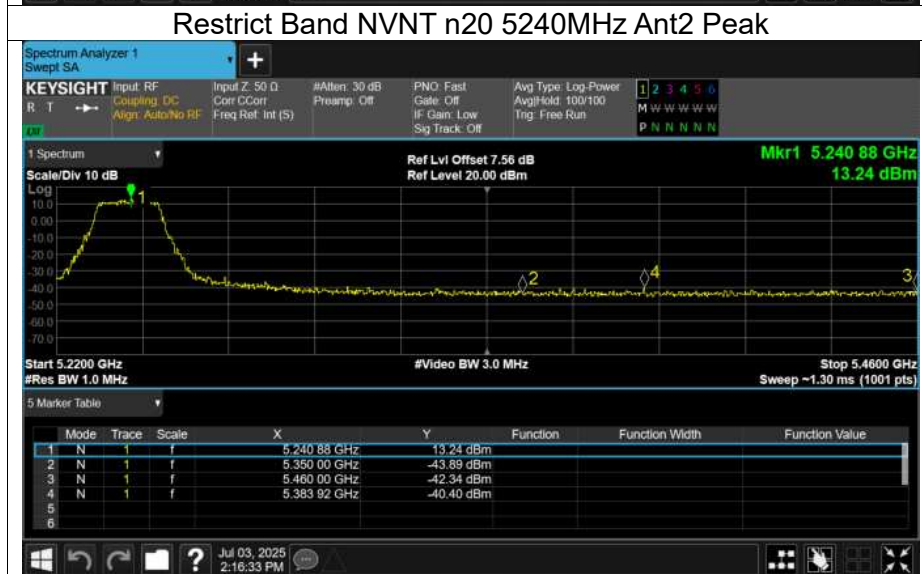 Restrict Band NVNT n20 5240MHz Ant2 Peak
Spectrum Analyzer 1
Swept SA
+
KEYSIGHT Input: RF Input Z: 50 Ω #Atten: 30 dB PNO: Fast Avg Type: Log-Power 1 2 3 4 5 6
R T Coupling: DC Corr CCorr Preamp: Off Gate: Off Avg|Hold: 100/100 M W W W W W
Align: Auto/No RF Freq Ref: Int (S) IF Gain: Low Trig: Free Run
Sig Track: Off P N N N N N
1 Spectrum Ref Lvl Offset 7.56 dB Mkr1 5.240 88 GHz
Scale/Div 10 dB Ref Level 20.00 dBm 13.24 dBm
Log
10.0 1
0.00
-10.0
-20.0
-30.0 2 4 3
-40.0
-50.0
-60.0
-70.0
Start 5.2200 GHz #Video BW 3.0 MHz Stop 5.4600 GHz
#Res BW 1.0 MHz Sweep ~1.30 ms (1001 pts)
5 Marker Table
Mode Trace Scale X Y Function Function Width Function Value
1 N 1 f 5.240 88 GHz 13.24 dBm
2 N 1 f 5.350 00 GHz -43.89 dBm
3 N 1 f 5.460 00 GHz -42.34 dBm
4 N 1 f 5.383 92 GHz -40.40 dBm
5
6
? Jul 03, 2025
2:16:33 PM